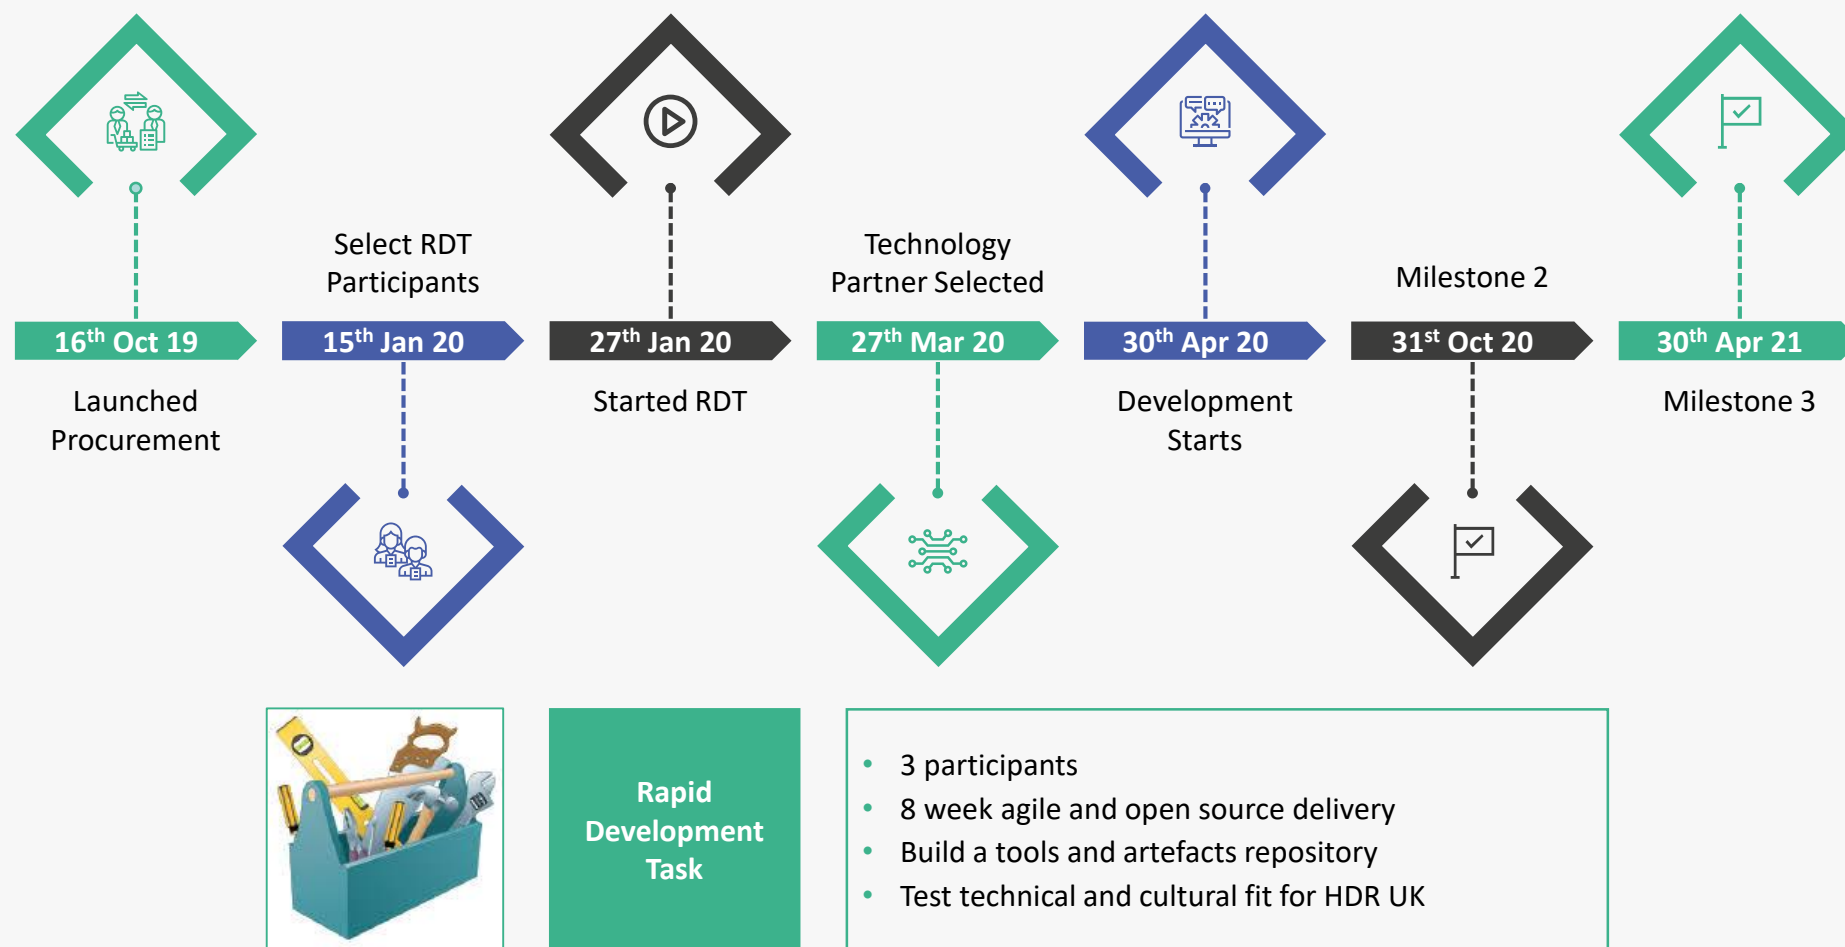 Select RDT
Participants
Technology
Partner Selected
Milestone 2
16th Oct 19
15th Jan 20
27th Jan 20
27th Mar 20
30th Apr 20
31st Oct 20
30th Apr 21
Launched
Procurement
Started RDT
Development
Starts
Milestone 3
Rapid
Development
Task
• 3 participants
• 8 week agile and open source delivery
• Build a tools and artefacts repository
• Test technical and cultural fit for HDR UK